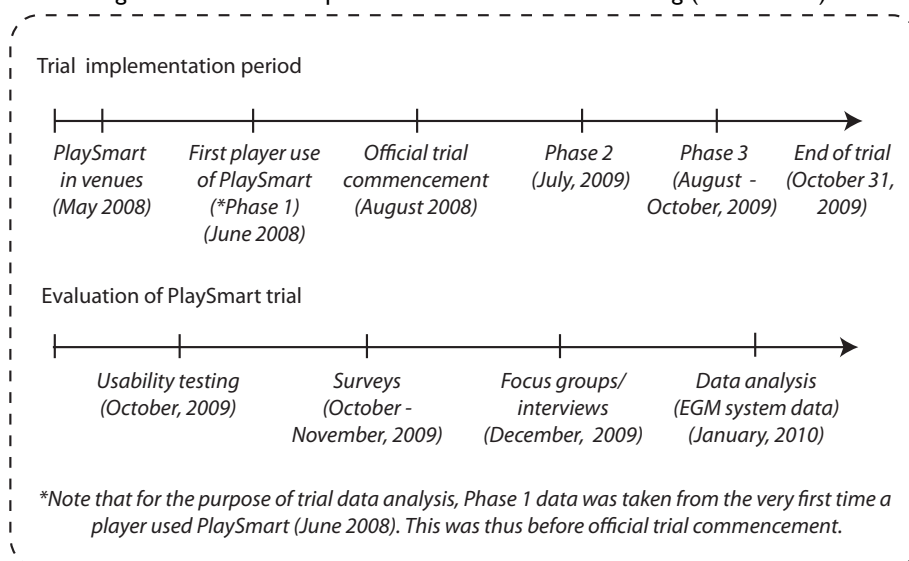 Trial implementation period
PlaySmart
in venues
(May 2008)
First player use
of PlaySmart
(*Phase 1)
(June 2008)
Official trial
commencement
(August 2008)
Phase 2
(July, 2009)
Phase 3
(August -
October, 2009)
End of trial
(October 31,
2009)
Evaluation of PlaySmart trial
Usability testing
(October, 2009)
Surveys
(October -
November, 2009)
Focus groups/
interviews
(December, 2009)
Data analysis
(EGM system data)
(January, 2010)
*Note that for the purpose of trial data analysis, Phase 1 data was taken from the very first time a
player used PlaySmart (June 2008). This was thus before official trial commencement.